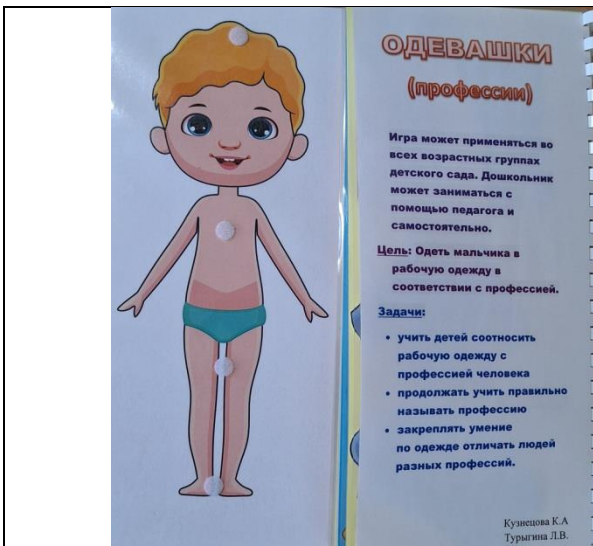 ОДЕВАШКИ
(профессии)
Игра может применяться во
всех возрастных группах
детского сада. Дошкольник
может заниматься с
помощью педагога и
самостоятельно.
Цель: Одеть мальчика в
рабочую одежду в
соответствии с профессией.
Задачи:
• учить детей соотносить
рабочую одежду с
профессией человека
• продолжать учить правильно
называть профессию
• закреплять умение
по одежде отличать людей
разных профессий.
Кузнецова К.А
Турыгина Л.В.